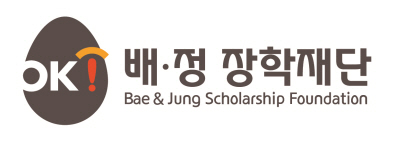 OK!
배·정 장학재단
Bae & Jung Scholarship Foundation